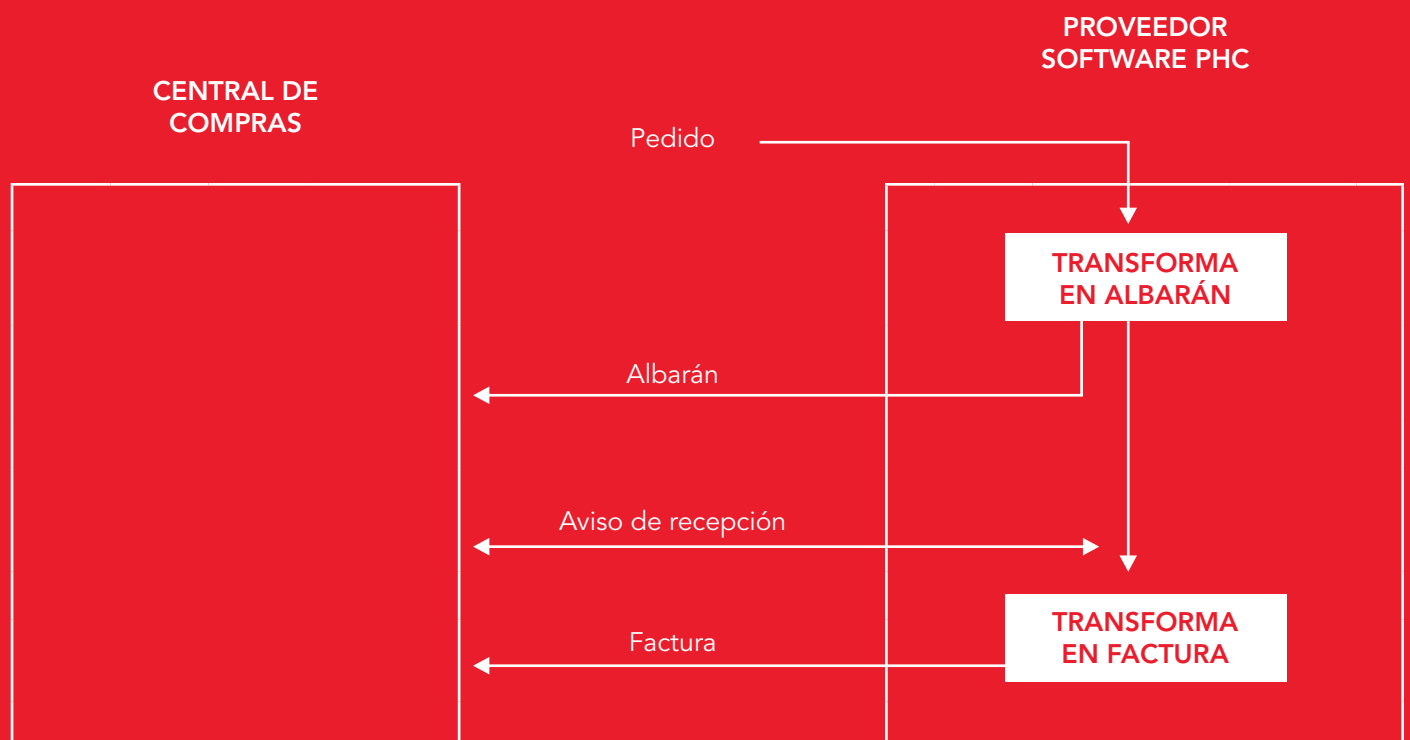 PROVEEDOR
SOFTWARE PHC
CENTRAL DE
COMPRAS
Pedido
TRANSFORMA
EN ALBARÁN
Albarán
Aviso de recepción
TRANSFORMA
EN FACTURA
Factura